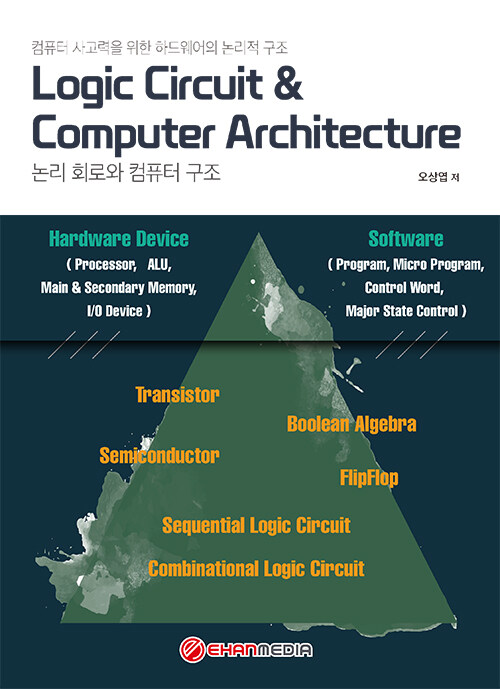 컴퓨터 사고력을 위한 하드웨어의 논리적 구조
Logic Circuit &
Computer Architecture
논리 회로와 컴퓨터 구조
오상엽 저
Hardware Device
( Processor, ALU,
Main & Secondary Memory,
I/O Device )
Software
( Program, Micro Program,
Control Word,
Major State Control )
Transistor
Boolean Algebra
Semiconductor
FlipFlop
Sequential Logic Circuit
Combinational Logic Circuit
EHANMEDIA